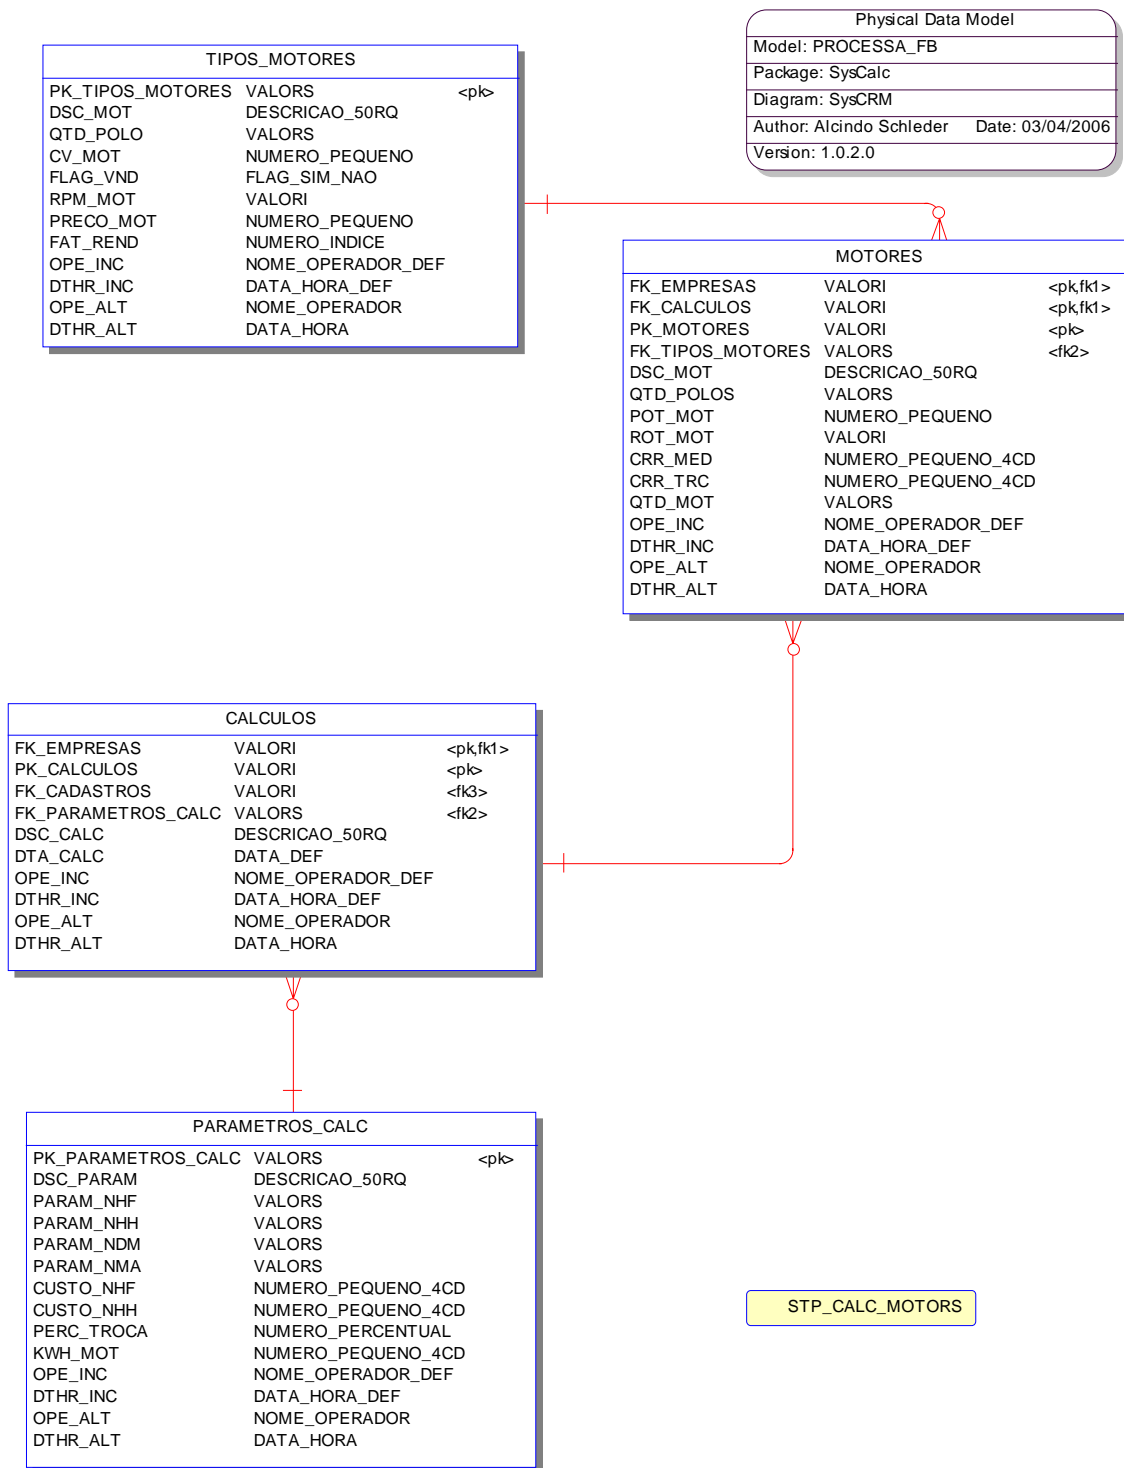 Physical Data Model
Model: PROCESSA_FB
Package: SysCalc
Diagram: SysCRM
Author: Alcindo Schleder Date: 03/04/2006
Version: 1.0.2.0
TIPOS_MOTORES
PK_TIPOS_MOTORES VALORS <pk>
DSC_MOT DESCRICAO_50RQ
QTD_POLO VALORS
CV_MOT NUMERO_PEQUENO
FLAG_VND FLAG_SIM_NAO
RPM_MOT VALORI
PRECO_MOT NUMERO_PEQUENO
FAT_REND NUMERO_INDICE
OPE_INC NOME_OPERADOR_DEF
DTHR_INC DATA_HORA_DEF
OPE_ALT NOME_OPERADOR
DTHR_ALT DATA_HORA
MOTORES
FK_EMPRESAS VALORI <pk,fk1>
FK_CALCULOS VALORI <pk,fk1>
PK_MOTORES VALORI <pk>
FK_TIPOS_MOTORES VALORS <fk2>
DSC_MOT DESCRICAO_50RQ
QTD_POLOS VALORS
POT_MOT NUMERO_PEQUENO
ROT_MOT VALORI
CRR_MED NUMERO_PEQUENO_4CD
CRR_TRC NUMERO_PEQUENO_4CD
QTD_MOT VALORS
OPE_INC NOME_OPERADOR_DEF
DTHR_INC DATA_HORA_DEF
OPE_ALT NOME_OPERADOR
DTHR_ALT DATA_HORA
CALCULOS
FK_EMPRESAS VALORI <pk,fk1>
PK_CALCULOS VALORI <pk>
FK_CADASTROS VALORI <fk3>
FK_PARAMETROS_CALC VALORS <fk2>
DSC_CALC DESCRICAO_50RQ
DTA_CALC DATA_DEF
OPE_INC NOME_OPERADOR_DEF
DTHR_INC DATA_HORA_DEF
OPE_ALT NOME_OPERADOR
DTHR_ALT DATA_HORA
PARAMETROS_CALC
PK_PARAMETROS_CALC VALORS <pk>
DSC_PARAM DESCRICAO_50RQ
PARAM_NHF VALORS
PARAM_NHH VALORS
PARAM_NDM VALORS
PARAM_NMA VALORS
CUSTO_NHF NUMERO_PEQUENO_4CD
CUSTO_NHH NUMERO_PEQUENO_4CD
PERC_TROCA NUMERO_PERCENTUAL
KWH_MOT NUMERO_PEQUENO_4CD
OPE_INC NOME_OPERADOR_DEF
DTHR_INC DATA_HORA_DEF
OPE_ALT NOME_OPERADOR
DTHR_ALT DATA_HORA
STP_CALC_MOTORS